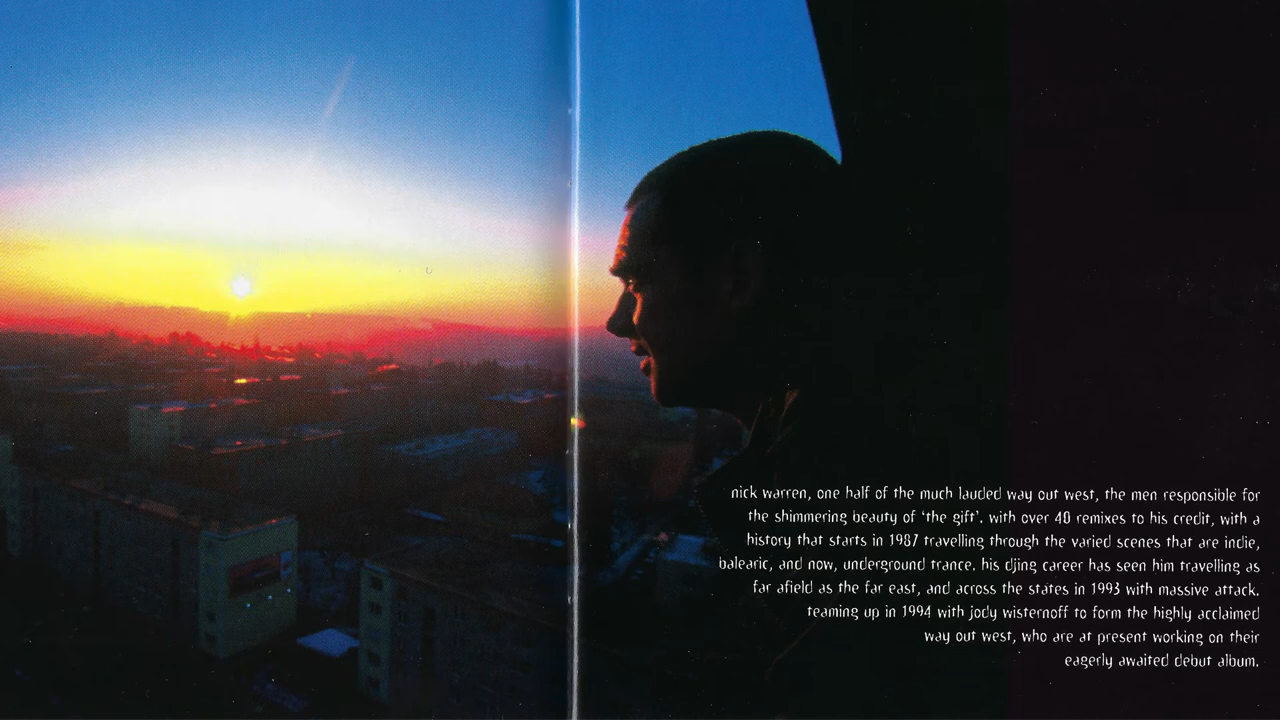 nick warren, one half of the much lauded way out west, the men responsible for
the shimmering beauty of 'the gift'. with over 40 remixes to his credit, with a
history that starts in 1987 travelling through the varied scenes that are indie,
balearic, and now, underground trance. his djing career has seen him travelling as
far afield as the far east, and across the states in 1993 with massive attack.
teaming up in 1994 with jody wisternoff to form the highly acclaimed
way out west, who are at present working on their
eagerly awaited debut album.